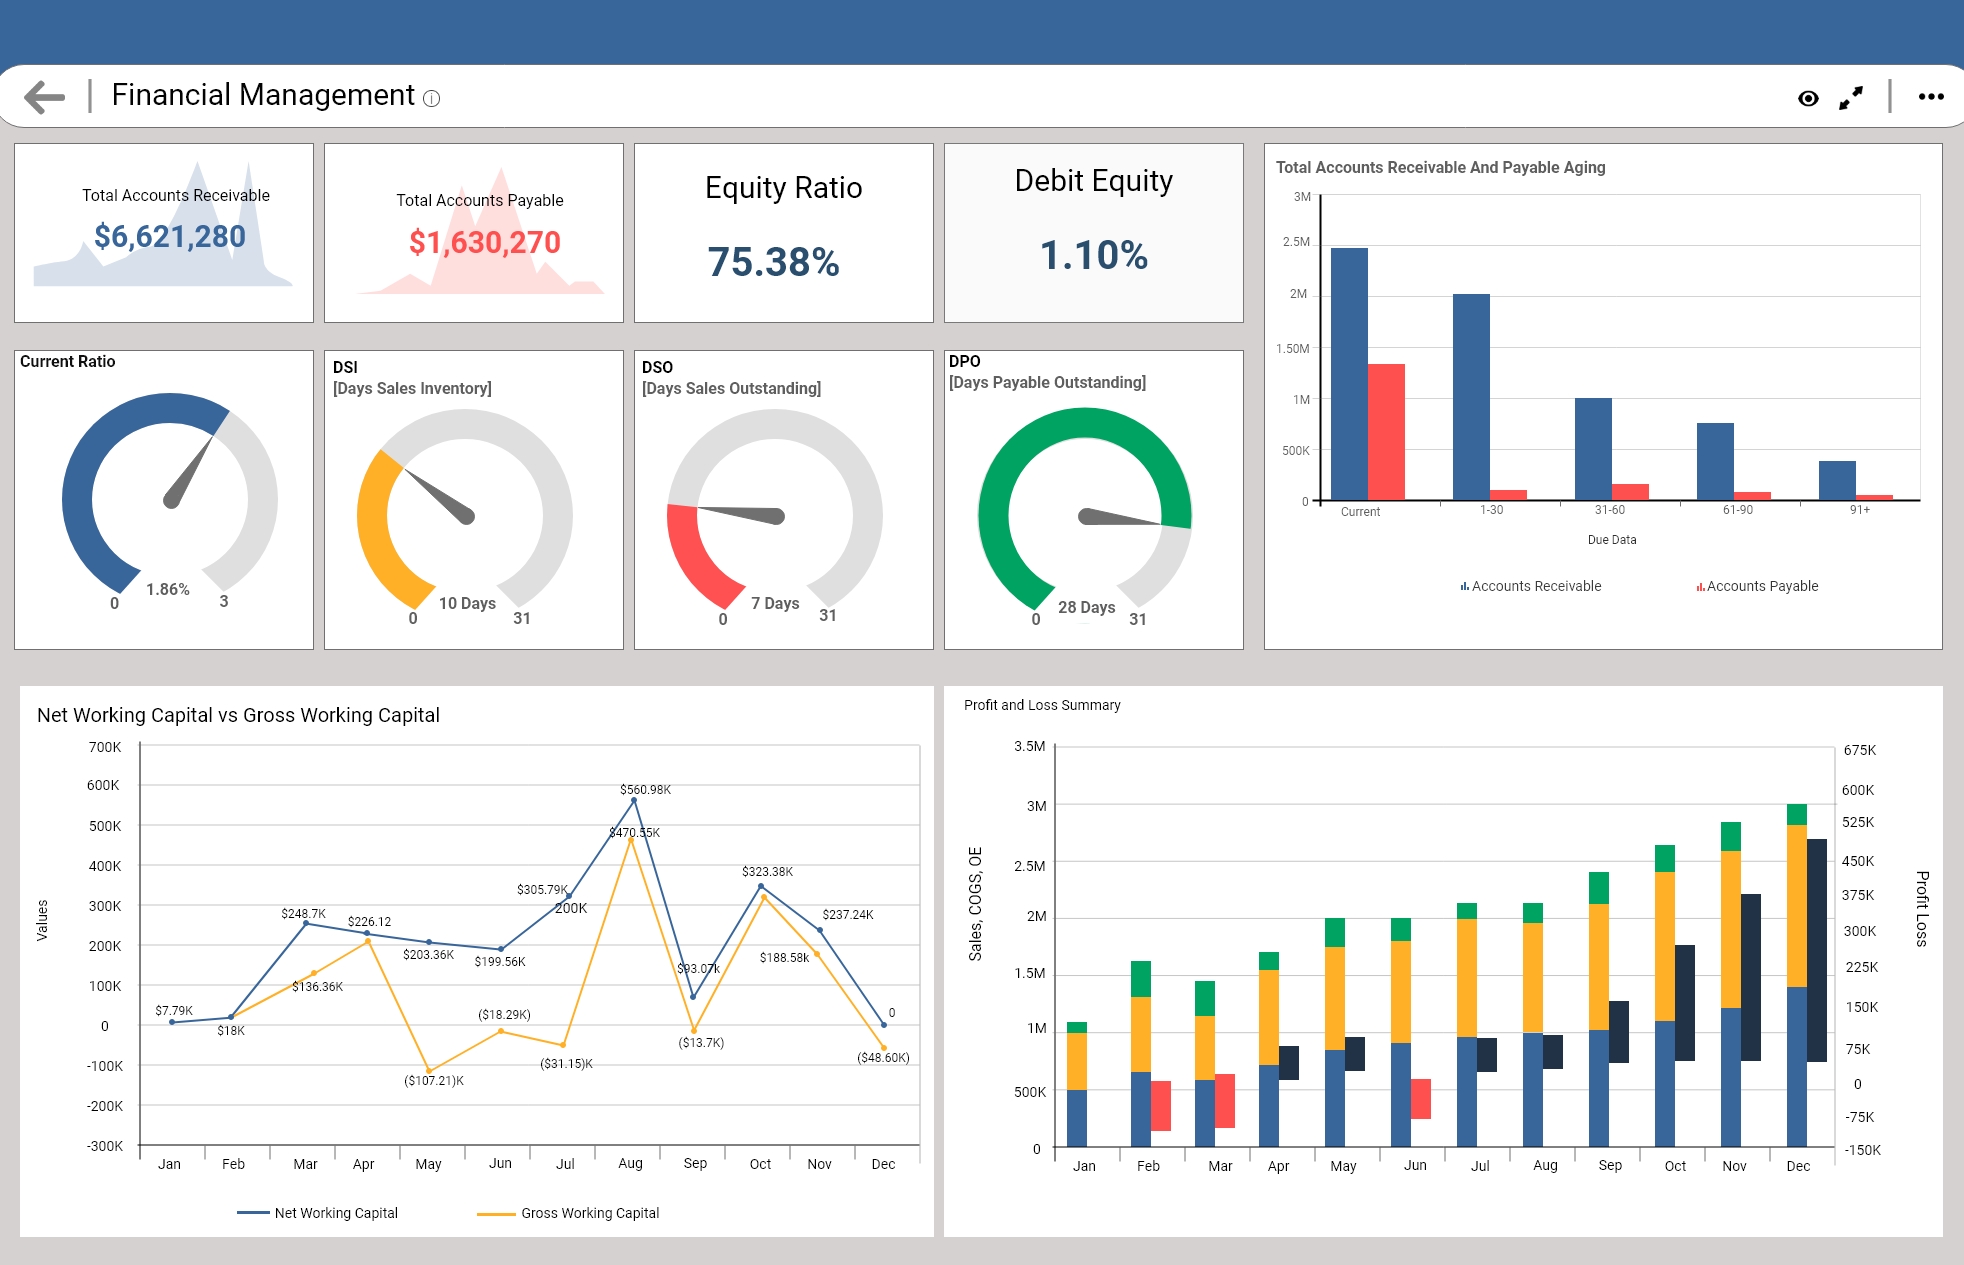 Financial Management
Total Accounts Receivable
$6,621,280
Total Accounts Payable
$1,630,270
Equity Ratio
75.38%
Debit Equity
1.10%
Total Accounts Receivable And Payable Aging
3M
2.5M
2M
1.50M
1M
500K
0
Current
1-30
31-60
61-90
91+
Due Data
Accounts Receivable
Accounts Payable
Current Ratio
1.86%
0
3
DSI
[Days Sales Inventory]
10 Days
0
31
DSO
[Days Sales Outstanding]
7 Days
0
31
DPO
[Days Payable Outstanding]
28 Days
0
31
Net Working Capital vs Gross Working Capital
Values
700K
600K
500K
400K
300K
200K
100K
0
-100K
-200K
-300K
$7.79K
$18K
$248.7K
$136.36K
$226.12
$203.36K
($107.21)K
$199.56K
($18.29K)
$305.79K
200K
($31.15)K
$560.98K
$470.55K
$93.07k
($13.7K)
$323.38K
$237.24K
$188.58k
0
($48.60K)
Jan
Feb
Mar
Apr
May
Jun
Jul
Aug
Sep
Oct
Nov
Dec
Net Working Capital
Gross Working Capital
Profit and Loss Summary
Sales, COGS, OE
3.5M
3M
2.5M
2M
1.5M
1M
500K
0
675K
600K
525K
450K
375K
300K
225K
150K
75K
0
-75K
-150K
Profit Loss
Jan
Feb
Mar
Apr
May
Jun
Jul
Aug
Sep
Oct
Nov
Dec